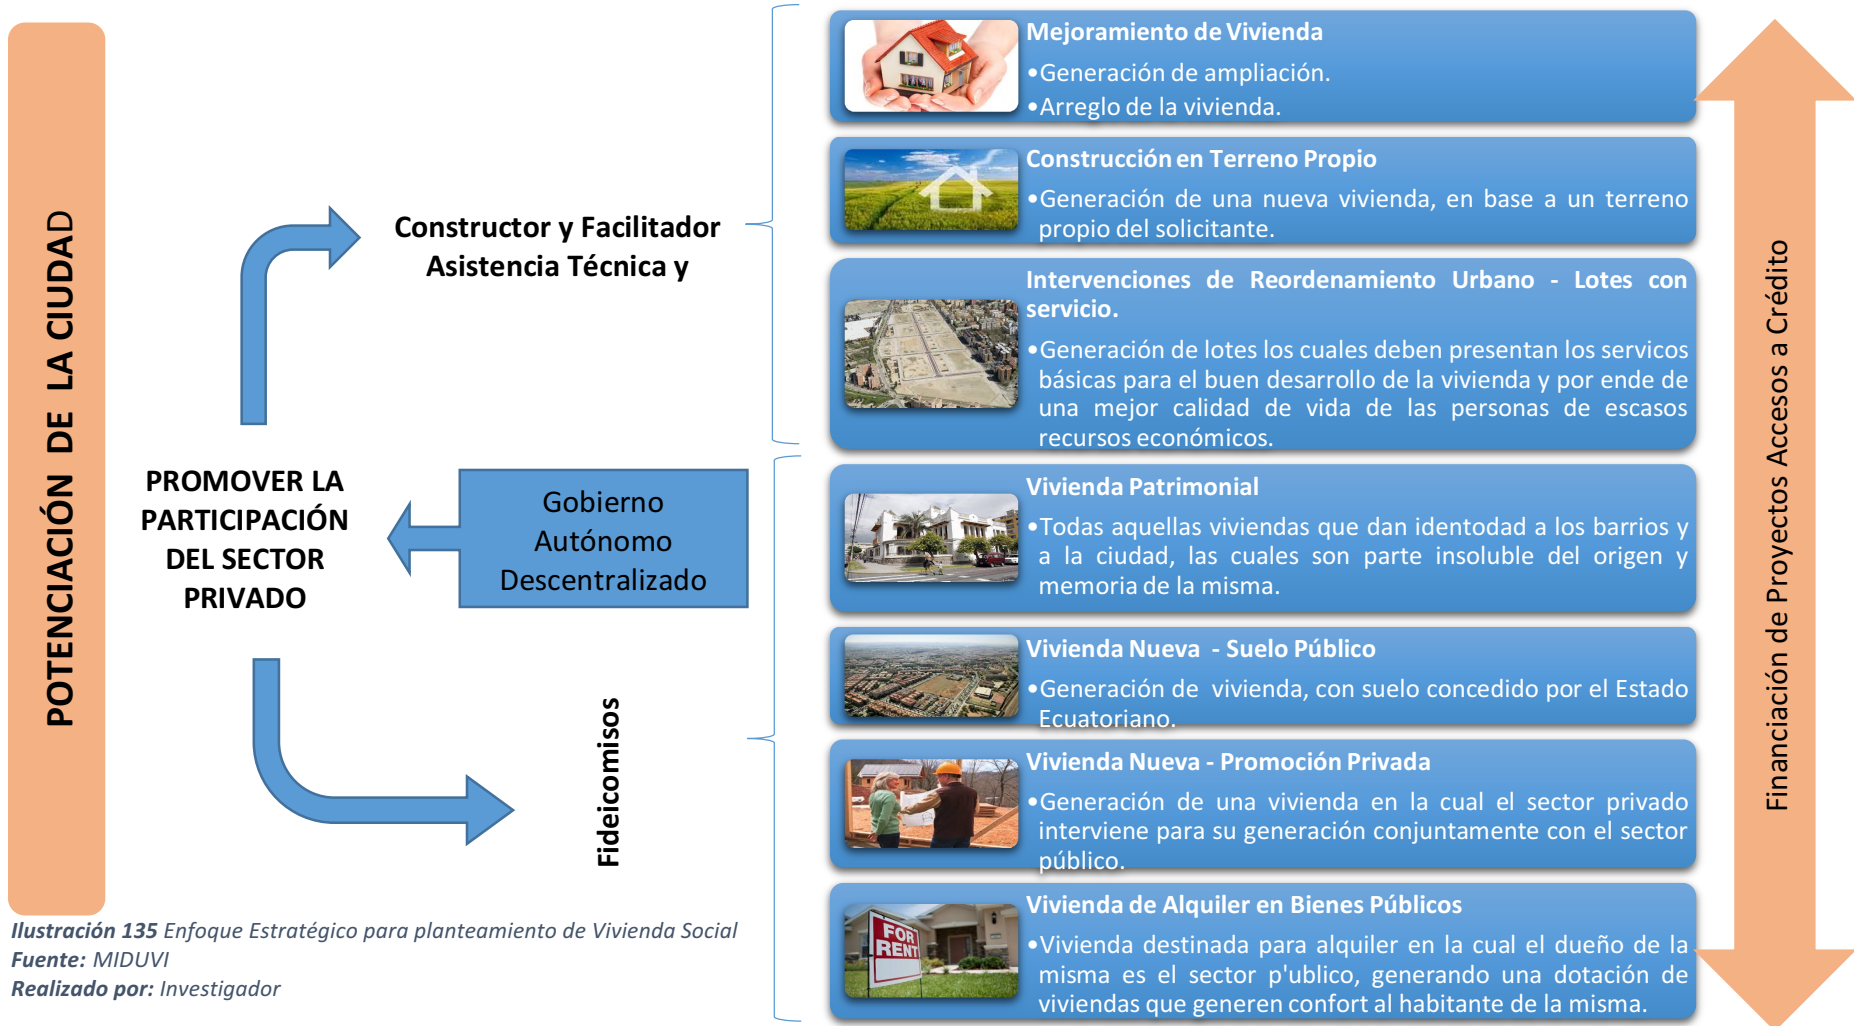 POTENCIACIÓN DE LA CIUDAD
Constructor y Facilitador
Asistencia Técnica y
PROMOVER LA
PARTICIPACIÓN
DEL SECTOR
PRIVADO
Gobierno
Autónomo
Descentralizado
Fideicomisos
Mejoramiento de Vivienda
•Generación de ampliación.
•Arreglo de la vivienda.
Construcción en Terreno Propio
•Generación de una nueva vivienda, en base a un terreno
propio del solicitante.
Intervenciones de Reordenamiento Urbano - Lotes con
servicio.
•Generación de lotes los cuales deben presentan los servicos
básicas para el buen desarrollo de la vivienda y por ende de
una mejor calidad de vida de las personas de escasos
recursos económicos.
Vivienda Patrimonial
•Todas aquellas viviendas que dan identodad a los barrios y
a la ciudad, las cuales son parte insoluble del origen y
memoria de la misma.
Vivienda Nueva - Suelo Público
•Generación de vivienda, con suelo concedido por el Estado
Ecuatoriano.
Vivienda Nueva - Promoción Privada
•Generación de una vivienda en la cual el sector privado
interviene para su generación conjuntamente con el sector
público.
Vivienda de Alquiler en Bienes Públicos
FOR
RENT
•Vivienda destinada para alquiler en la cual el dueño de la
misma es el sector p'ublico, generando una dotación de
viviendas que generen confort al habitante de la misma.
Financiación de Proyectos Accesos a Crédito
Ilustración 135 Enfoque Estratégico para planteamiento de Vivienda Social
Fuente: MIDUVI
Realizado por: Investigador